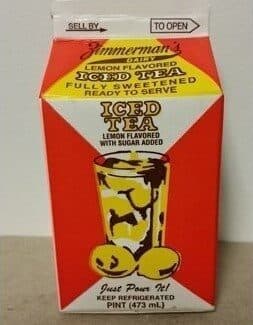 SELL BY
TO OPEN
Zimmerman's
DAIRY
LEMON FLAVORED
ICED TEA
FULLY SWEETENED
READY TO SERVE
ICED
TEA
LEMON FLAVORED
WITH SUGAR ADDED
Just Pour It!
KEEP REFRIGERATED
PINT (473 mL)